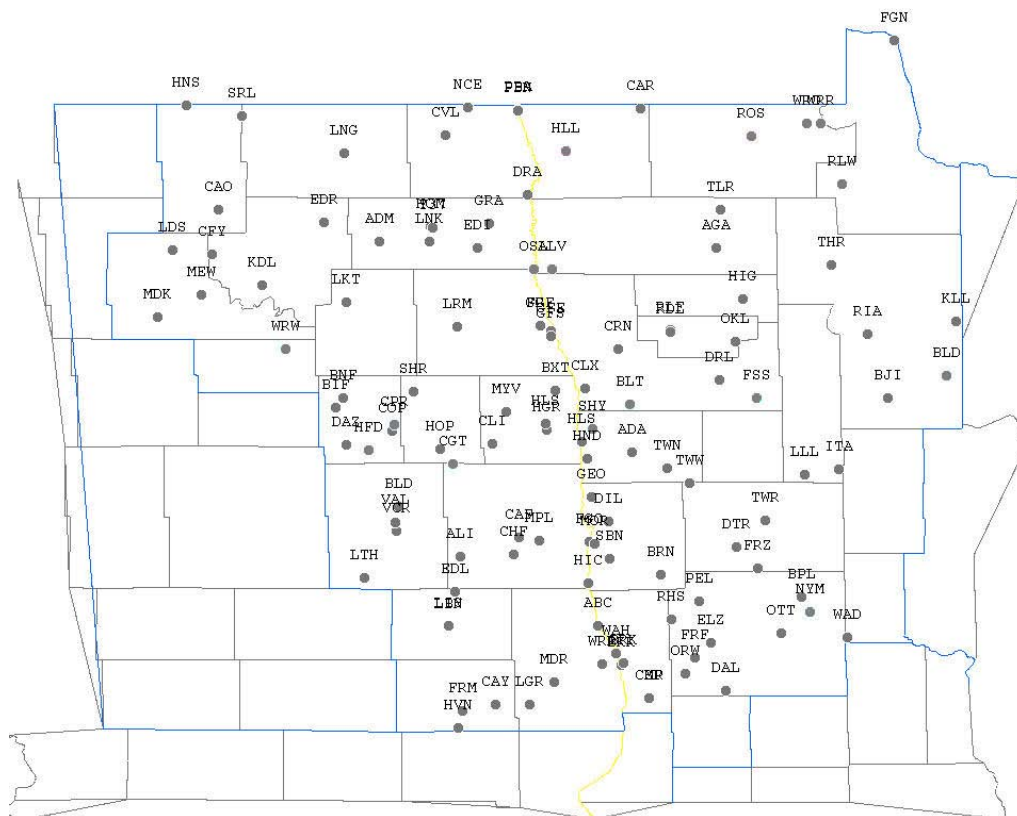 FGN
HNS
SRL
NCE
CAR
CVL
ROS
HLL
LNG
RLW
DRA
CAO
EDR
GRA
TLR
ADM
LNK
EDI
AGA
LDS
CFY
OSL
ALV
THR
KDL
MEW
LKT
HIG
MDK
LRM
KLL
RIA
OKL
WRW
CRN
DRL
BXT
CLX
BLD
BNF
SHR
BIF
BLT
FSS
BJI
MYV
CPR
COP
HLS
SHY
HGR
HLS
DAZ
HFD
HOP
CLI
HND
ADA
CGT
TWN
TWW
LLL
ITA
GEO
BLD
DIL
TWR
VAL
VCR
MPL
DTR
ALI
CHF
SBN
FRZ
LTH
EDL
HIC
BRN
PEL
BPL
NYM
ABC
RHS
OTT
WAD
WAH
ELZ
FRF
ORW
MDR
DAL
FRM
CAY
LGR
HVN